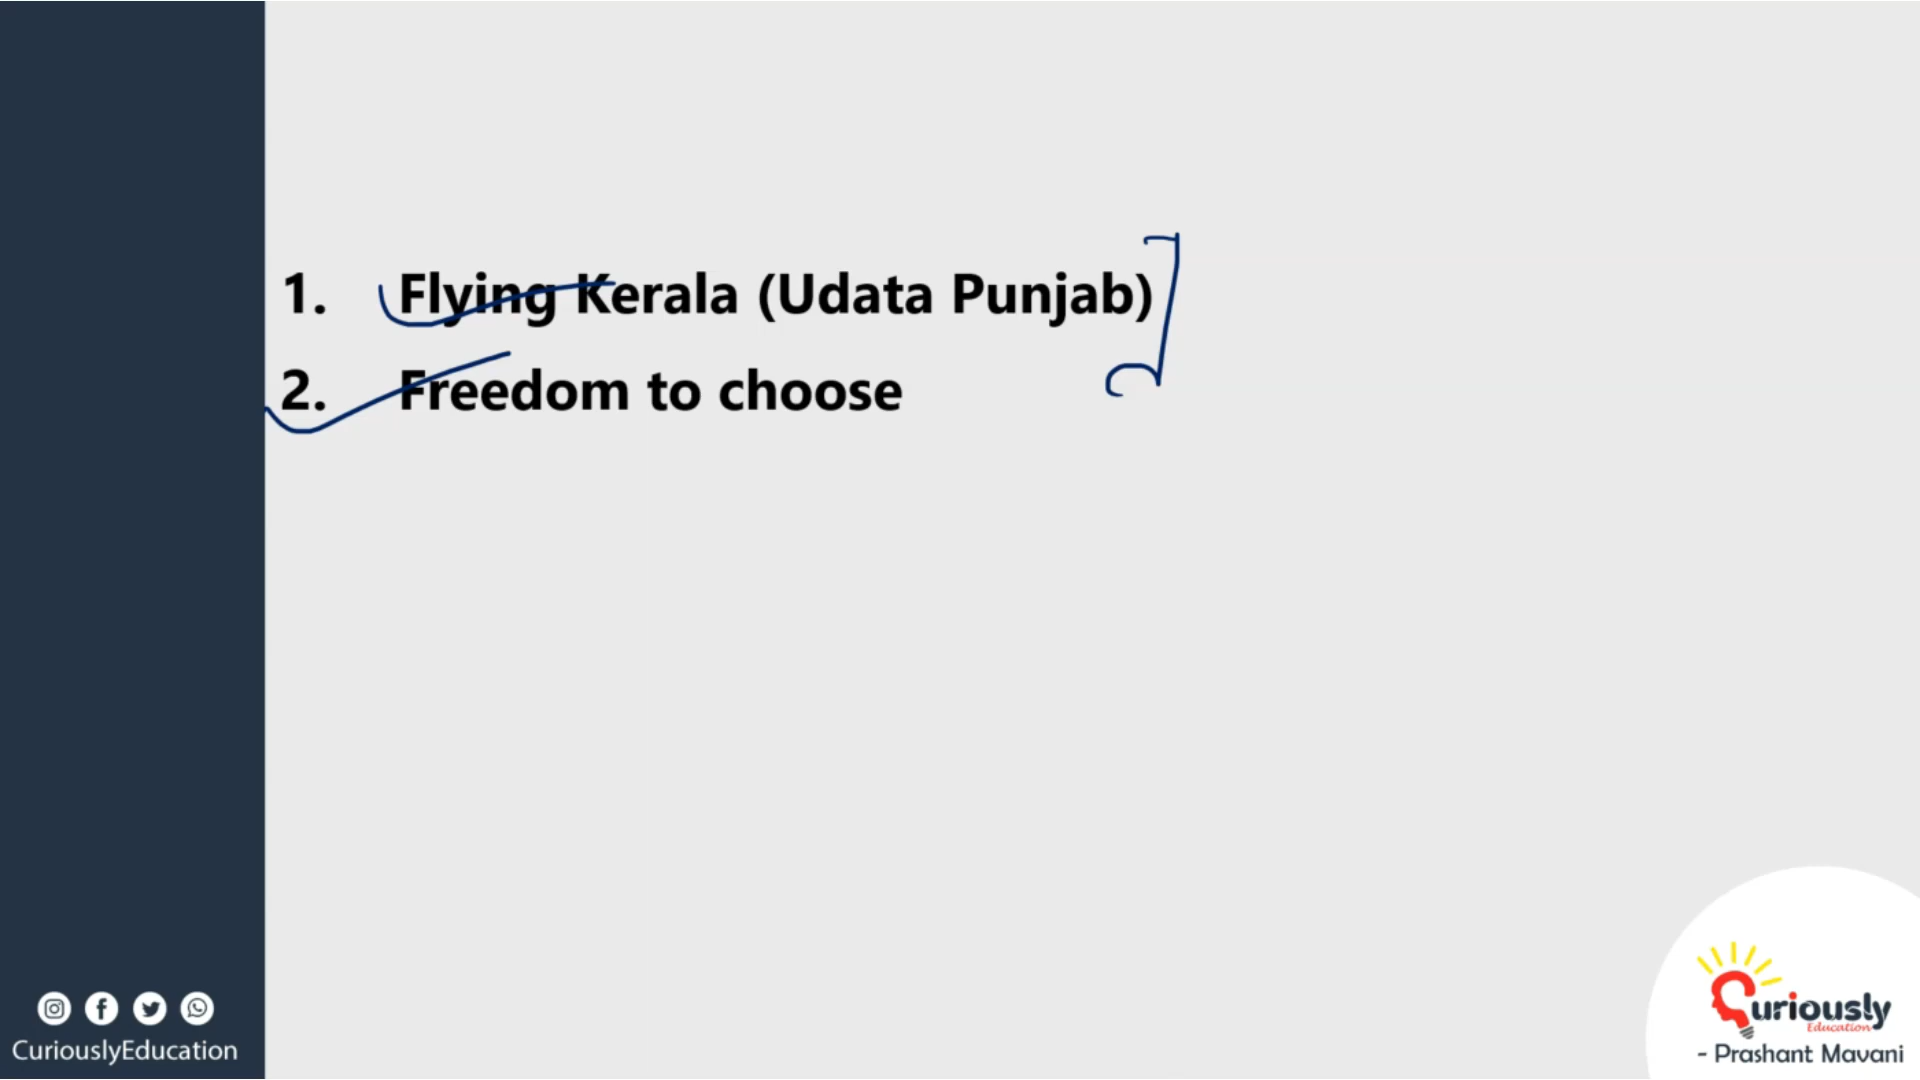 1. Flying Kerala (Udata Punjab)
2. Freedom to choose
CuriouslyEducation
Curiously
Education
- Prashant Mavani